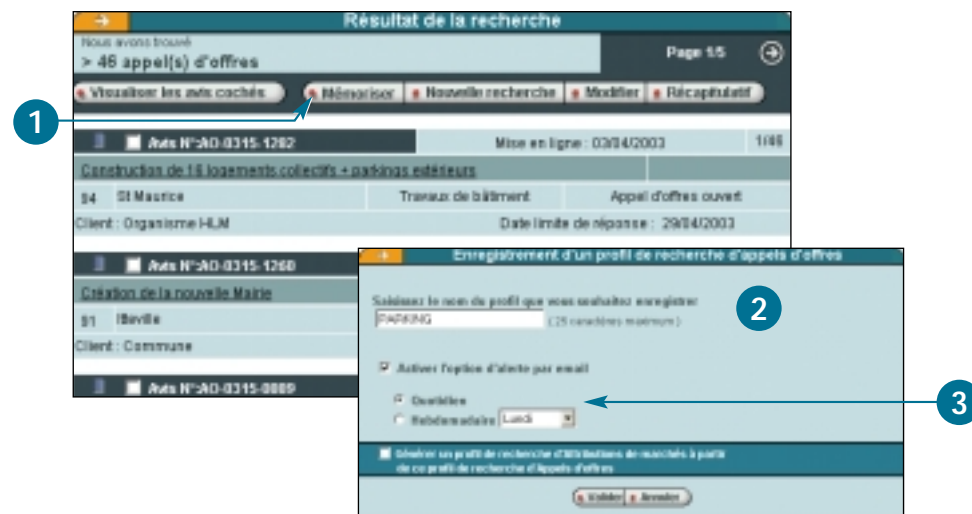 Résultat de la recherche
Nous avons trouvé
> 46 appel(s) d'offres
Page 1/5
Visualiser les avis cochés
Mémoriser
Nouvelle recherche
Modifier
Récapitulatif
1
Avis N°:AO-0315-1202
Mise en ligne : 03/04/2003
1/46
Construction de 16 logements collectifs + parkings extérieurs
94 St Maurice
Travaux de bâtiment
Appel d'offres ouvert
Client : Organisme HLM
Date limite de réponse : 29/04/2003
Avis N°:AO-0315-1260
Création de la nouvelle Mairie
91
Client : Commune
Avis N°:AO-0315-0009
Enregistrement d'un profil de recherche d'appels d'offres
Saisissez le nom du profil que vous souhaitez enregistrer
PARKING
( 25 caractères maximum )
2
Activer l'option d'alerte par email
Quotidien
3
Hebdomadaire Lundi
Générer un profil de recherche d'Attributions de marchés à partir
de ce profil de recherche d'Appels d'offres
Valider
Annuler